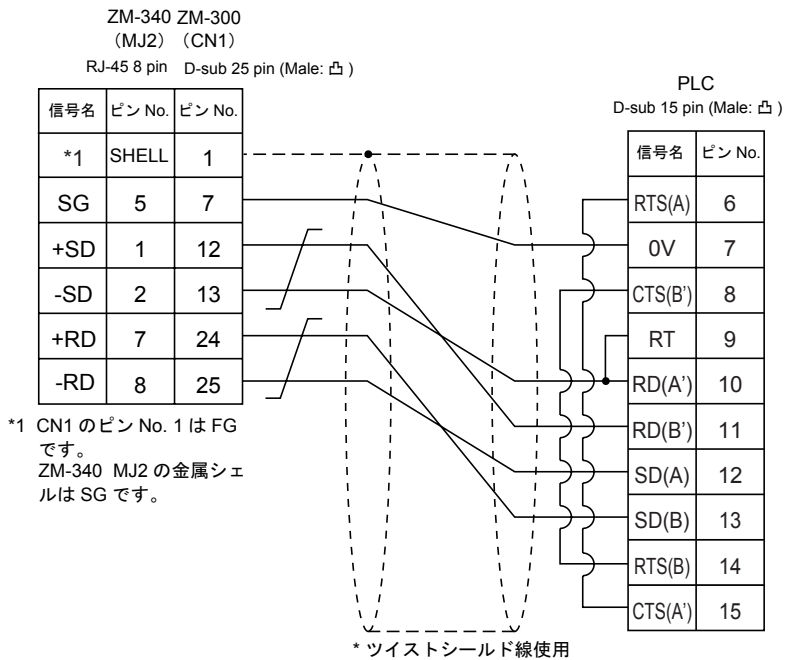 ZM-340 ZM-300
(MJ2) (CN1)
RJ-45 8 pin D-sub 25 pin (Male: 凸 )
信号名 ピン No. ピン No.
*1 SHELL 1
SG 5 7
+SD 1 12
-SD 2 13
+RD 7 24
-RD 8 25
*1 CN1 のピン No. 1 は FG
です。
ZM-340 MJ2 の金属シェ
ルは SG です。
PLC
D-sub 15 pin (Male: 凸 )
信号名 ピン No.
RTS(A) 6
0V 7
CTS(B') 8
RT 9
RD(A') 10
RD(B') 11
SD(A) 12
SD(B) 13
RTS(B) 14
CTS(A') 15
* ツイストシールド線使用